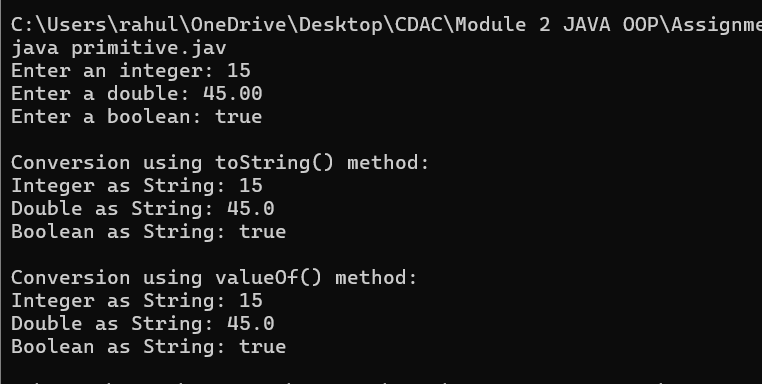 C:\Users\rahul\OneDrive\Desktop\CDAC\Module 2 JAVA OOP\Assignme
java primitive.jav
Enter an integer: 15
Enter a double: 45.00
Enter a boolean: true
Conversion using toString() method:
Integer as String: 15
Double as String: 45.0
Boolean as String: true
Conversion using valueOf() method:
Integer as String: 15
Double as String: 45.0
Boolean as String: true